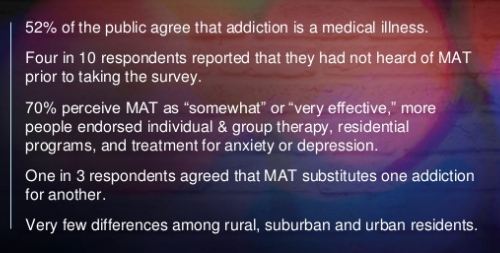 52% of the public agree that addiction is a medical illness.
Four in 10 respondents reported that they had not heard of MAT
prior to taking the survey.
70% perceive MAT as “somewhat” or “very effective,” more
people endorsed individual & group therapy, residential
programs, and treatment for anxiety or depression.
One in 3 respondents agreed that MAT substitutes one addiction
for another.
Very few differences among rural, suburban and urban residents.